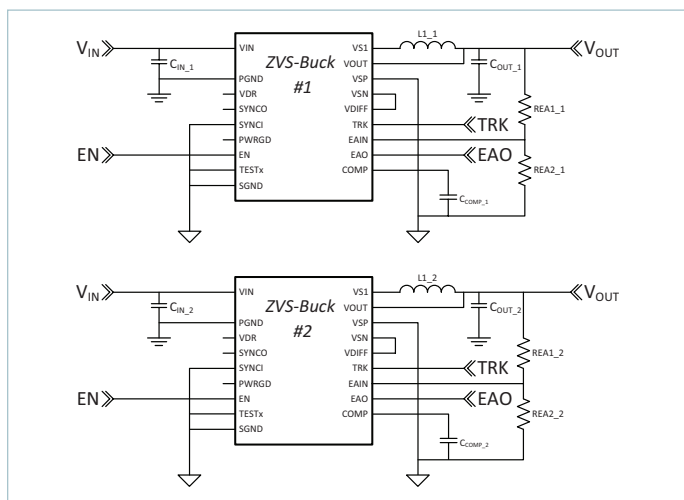 VIN
CIN_1
VIN
PGND
VDR
SYNCO
SYNCI
PWRGD
EN
EN
TESTx
SGND
ZVS-Buck
#1
VS1
VOUT
VSP
VSN
VDIFF
TRK
EAIN
EAO
COMP
L1_1
COUT_1
VOUT
REA1_1
TRK
EAO
REA2_1
CCOMP_1
VIN
CIN_2
VIN
PGND
VDR
SYNCO
SYNCI
PWRGD
EN
EN
TESTx
SGND
ZVS-Buck
#2
VS1
VOUT
VSP
VSN
VDIFF
TRK
EAIN
EAO
COMP
L1_2
COUT_2
VOUT
REA1_2
TRK
EAO
REA2_2
CCOMP_2